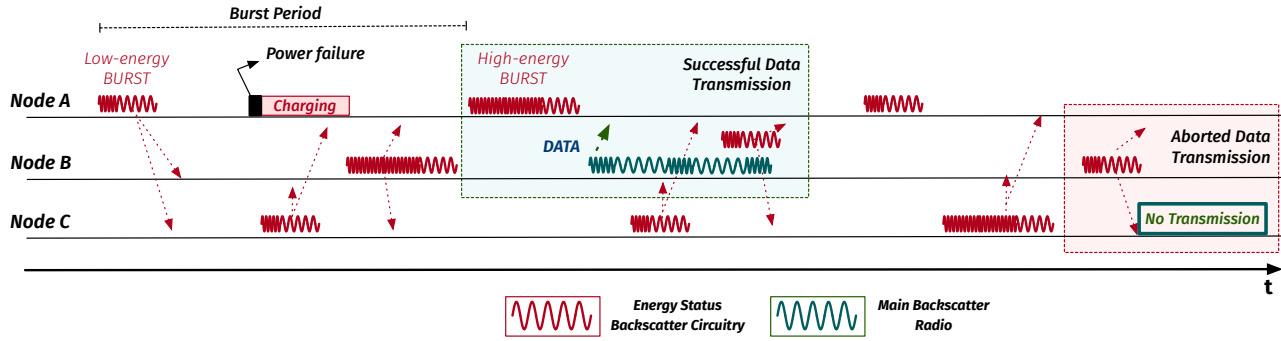 Burst Period
Low-energy
BURST
Power failure
High-energy
BURST
Successful Data
Transmission
Node A
Charging
DATA
Node B
Aborted Data
Transmission
Node C
No Transmission
t
Energy Status
Backscatter Circuitry
Main Backscatter
Radio